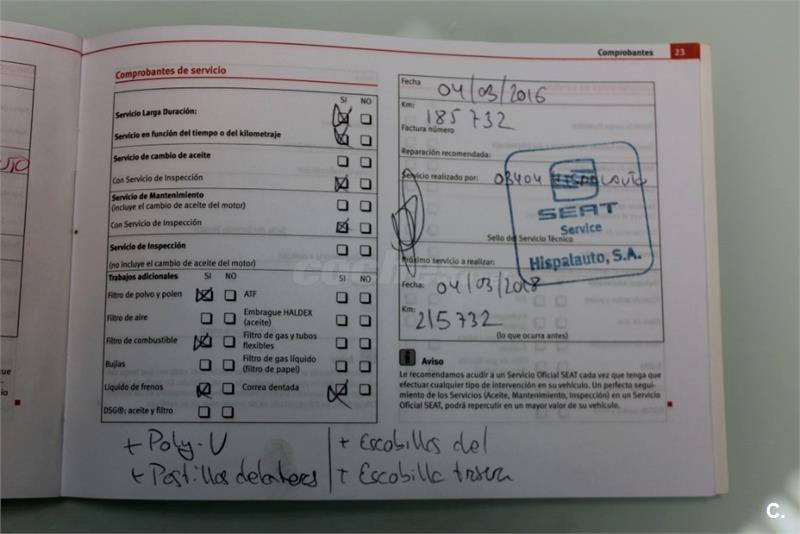 Comprobantes 23
Comprobantes de servicio
SI NO
Servicio Larga Duración:
Servicio en función del tiempo o del kilometraje
Servicio de cambio de aceite
Con Servicio de Inspección
Servicio de Mantenimiento
(incluye el cambio de aceite del motor)
Con Servicio de Inspección
Servicio de Inspección
(no incluye el cambio de aceite del motor)
Trabajos adicionales SI NO SI NO
Filtro de polvo y polen ATF
Filtro de aire Embrague HALDEX
(aceite)
Filtro de combustible Filtro de gas y tubos
flexibles
Bujías Filtro de gas líquido
(filtro de papel)
Líquido de frenos Correa dentada
DSG®: aceite y filtro
+ Poly-V
+ Pastillas delanteras
+ Escobillas del
+ Escobilla trasera
Fecha 04/03/2016
Km: 185732
Factura número
Reparación recomendada:
Servicio realizado por: 03404 HISPALAUTO
SEAT
Service
Sello del Servicio Técnico
Hispalauto, S.A.
Próximo servicio a realizar:
Fecha: 04/03/2018
Km: 215732
(lo que ocurra antes)
i Aviso
Le recomendamos acudir a un Servicio Oficial SEAT cada vez que tenga que
efectuar cualquier tipo de intervención en su vehículo. Un perfecto segui-
miento de los Servicios (Aceite, Mantenimiento, Inspección) en un Servicio
Oficial SEAT, podrá repercutir en un mayor valor de su vehículo.
C.